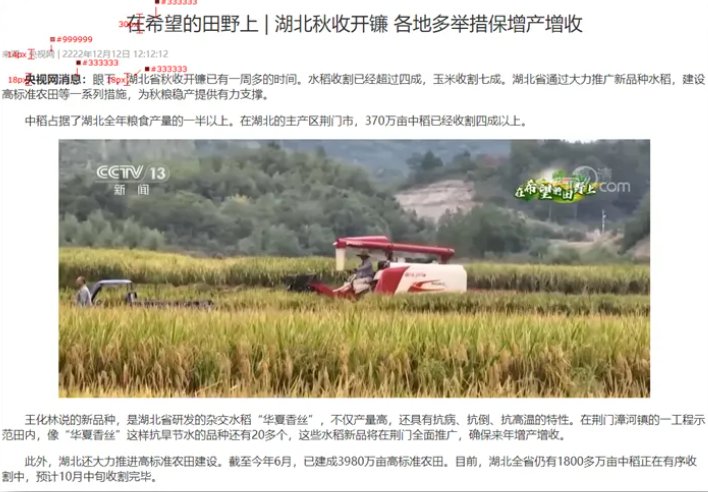 #333333
在希望的田野上 | 湖北秋收开镰 各地多举措保增产增收
30px
#999999
央视网 | 2222年12月12日 12:12:12
14px
#333333
#333333
央视网消息：眼下，湖北省秋收开镰已有一周多的时间。水稻收割已经超过四成，玉米收割七成。湖北省通过大力推广新品种水稻，建设
18px
18px
高标准农田等一系列措施，为秋粮稳产提供有力支撑。
中稻占据了湖北全年粮食产量的一半以上。在湖北的主产区荆门市，370万亩中稻已经收割四成以上。
CCTV 13
新闻
在希望的田野上
.com
王化林说的新品种，是湖北省研发的杂交水稻“华夏香丝”，不仅产量高，还具有抗病、抗倒、抗高温的特性。在荆门漳河镇的一工程示
范田内，像“华夏香丝”这样抗旱节水的品种还有20多个，这些水稻新品将在荆门全面推广，确保来年增产增收。
此外，湖北还大力推进高标准农田建设。截至今年6月，已建成3980万亩高标准农田。目前，湖北全省仍有1800多万亩中稻正在有序收
割中，预计10月中旬收割完毕。